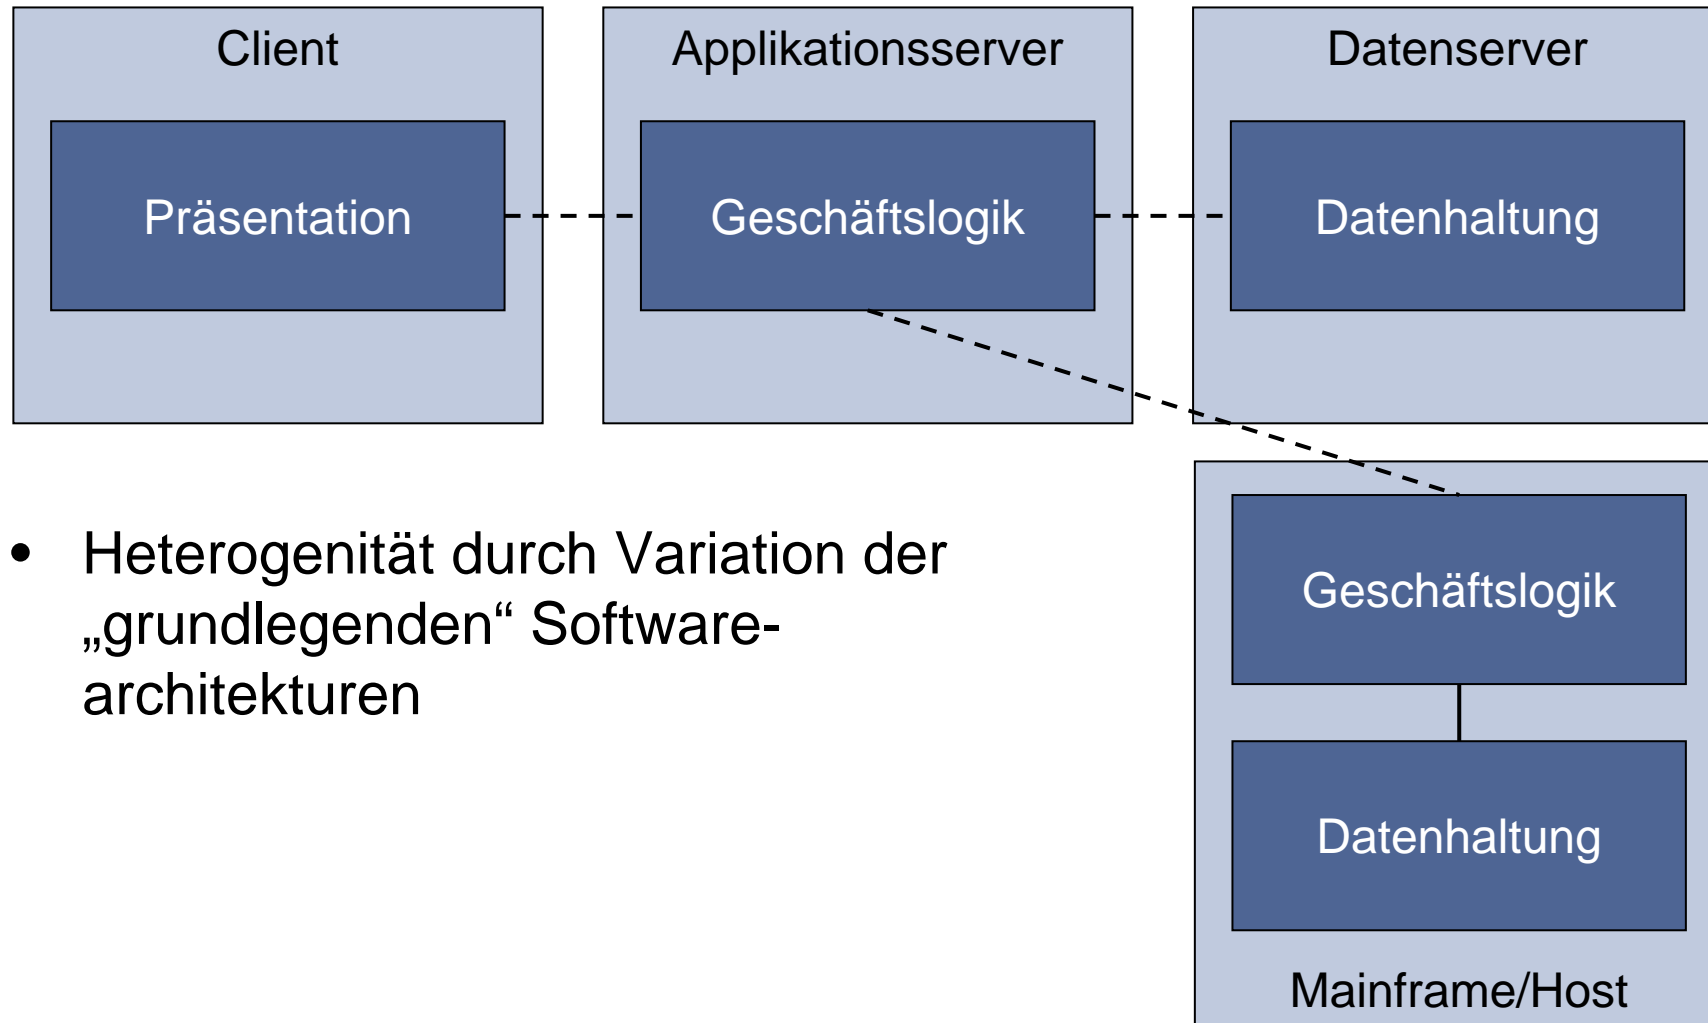 Client
Applikationsserver
Datenserver
Präsentation
Geschäftslogik
Datenhaltung
• Heterogenität durch Variation der
„grundlegenden“ Software-
architekturen
Geschäftslogik
Datenhaltung
Mainframe/Host